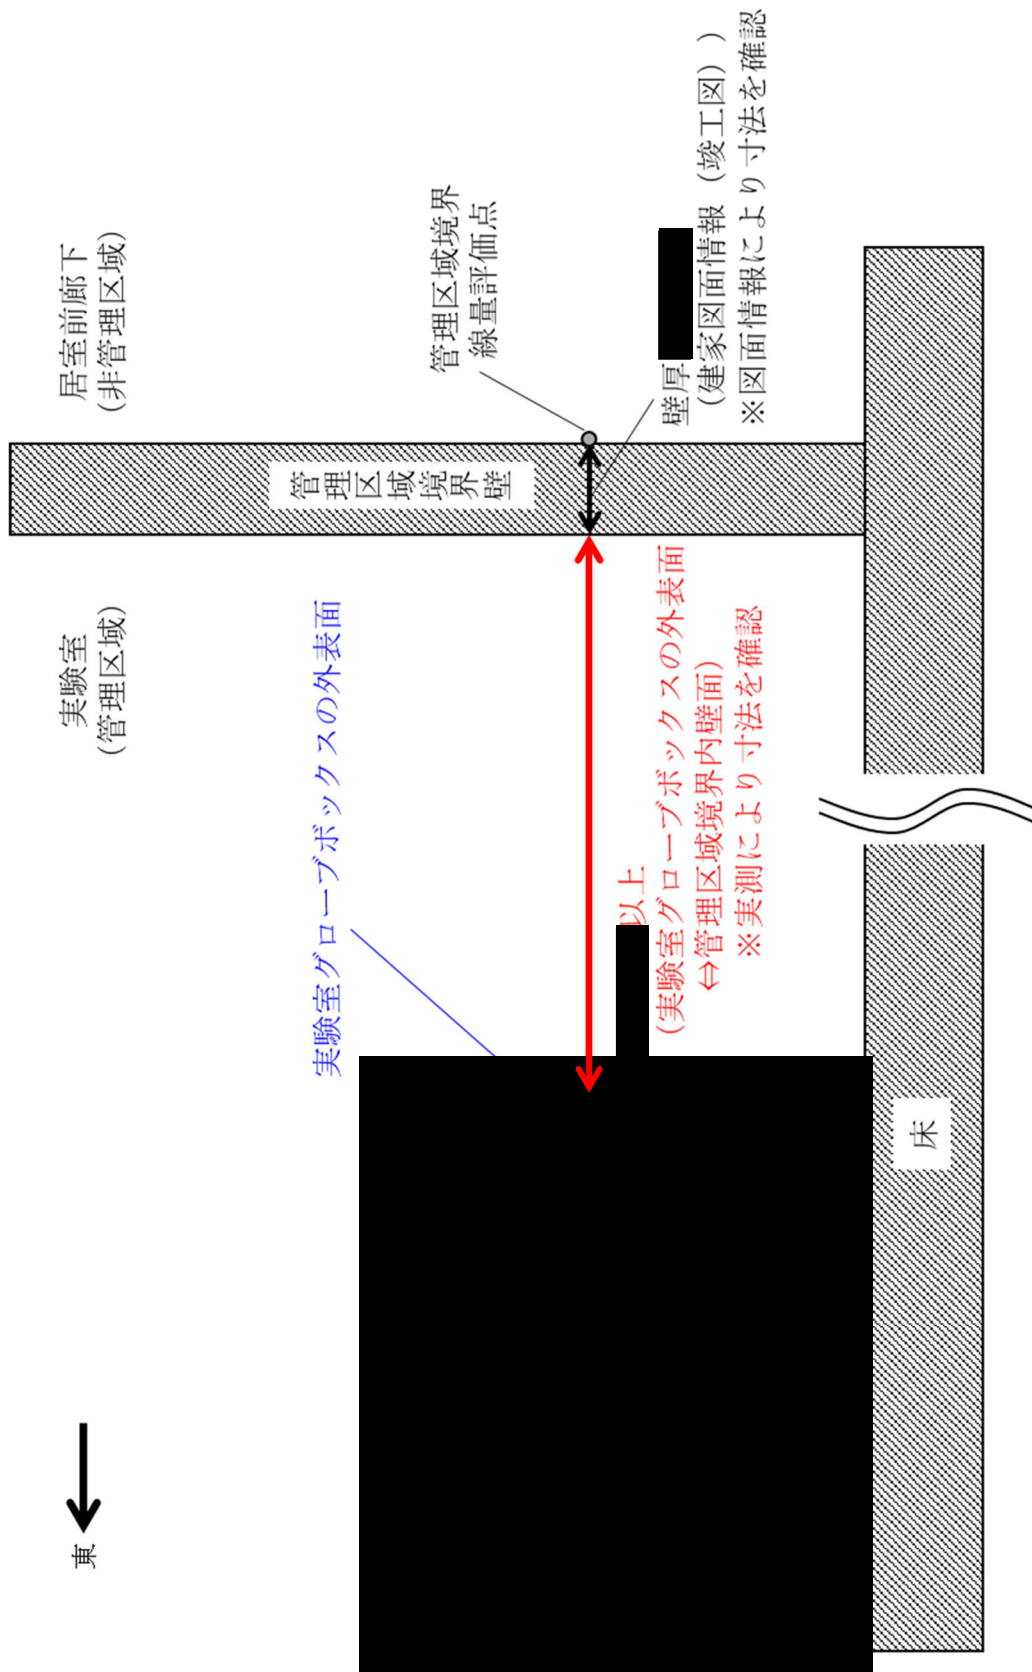 東
実験室
(管理区域)
居室前廊下
(非管理区域)
実験室グローブボックスの外表面
管理区域境界壁
管理区域境界
線量評価点
以上
(実験室グローブボックスの外表面
⇔管理区域境界内壁面)
※実測により寸法を確認
壁厚
(建家図面情報（竣工図）)
※図面情報により寸法を確認
床